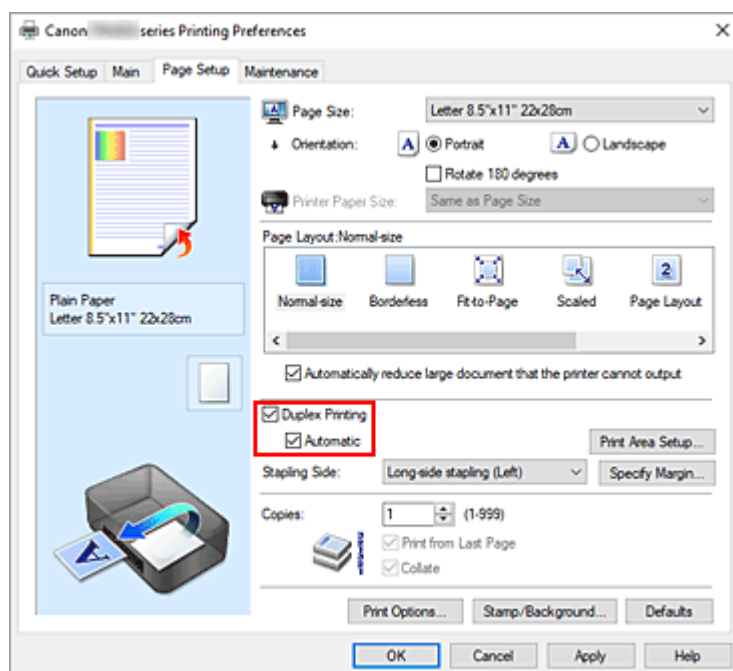 Canon series Printing Preferences
Quick Setup Main Page Setup Maintenance
Page Size: Letter 8.5"x11" 22x28cm
Orientation: A Portrait A Landscape
Rotate 180 degrees
Printer Paper Size: Same as Page Size
Page Layout:Normal-size
2
Normal-size Borderless Fit-to-Page Scaled Page Layout
Plain Paper
Letter 8.5"x11" 22x28cm
Automatically reduce large document that the printer cannot output
Duplex Printing
Automatic Print Area Setup...
Stapling Side: Long-side stapling (Left) Specify Margin...
Copies: 1 (1-999)
Print from Last Page
Collate
A
Print Options... Stamp/Background... Defaults
OK Cancel Apply Help